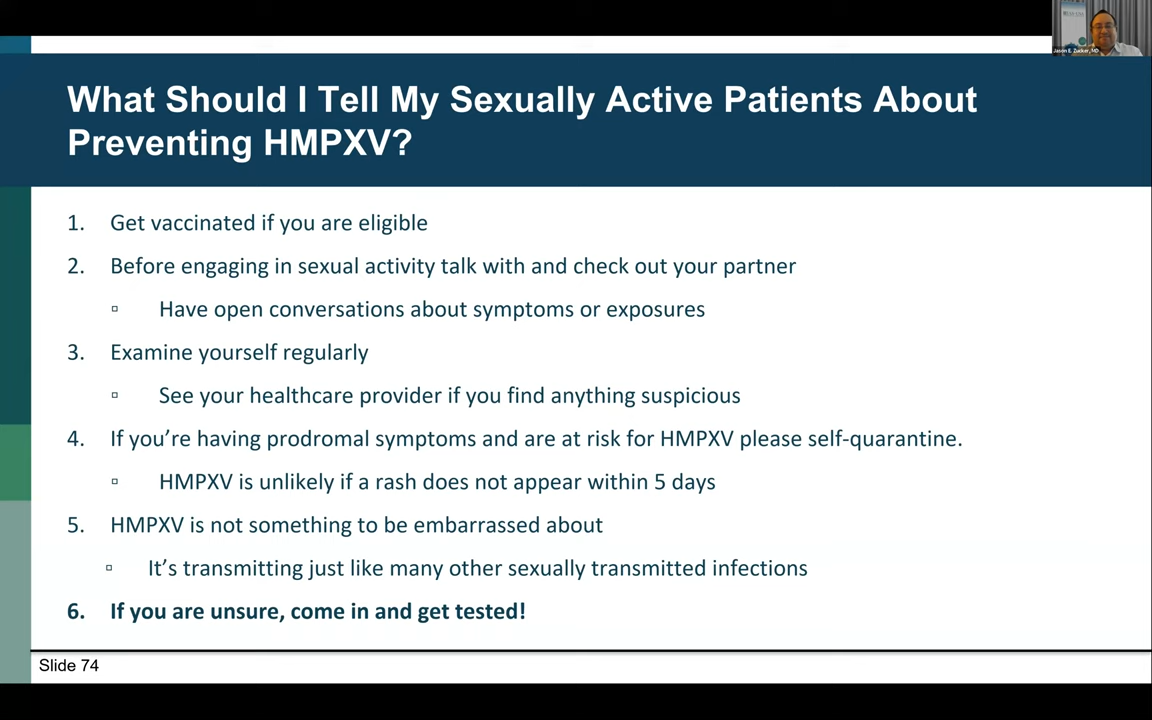 Jason E. Zucker, MD
What Should I Tell My Sexually Active Patients About
Preventing HMPXV?
1. Get vaccinated if you are eligible
2. Before engaging in sexual activity talk with and check out your partner
▫ Have open conversations about symptoms or exposures
3. Examine yourself regularly
▫ See your healthcare provider if you find anything suspicious
4. If you’re having prodromal symptoms and are at risk for HMPXV please self-quarantine.
▫ HMPXV is unlikely if a rash does not appear within 5 days
5. HMPXV is not something to be embarrassed about
▫ It’s transmitting just like many other sexually transmitted infections
6. If you are unsure, come in and get tested!
Slide 74